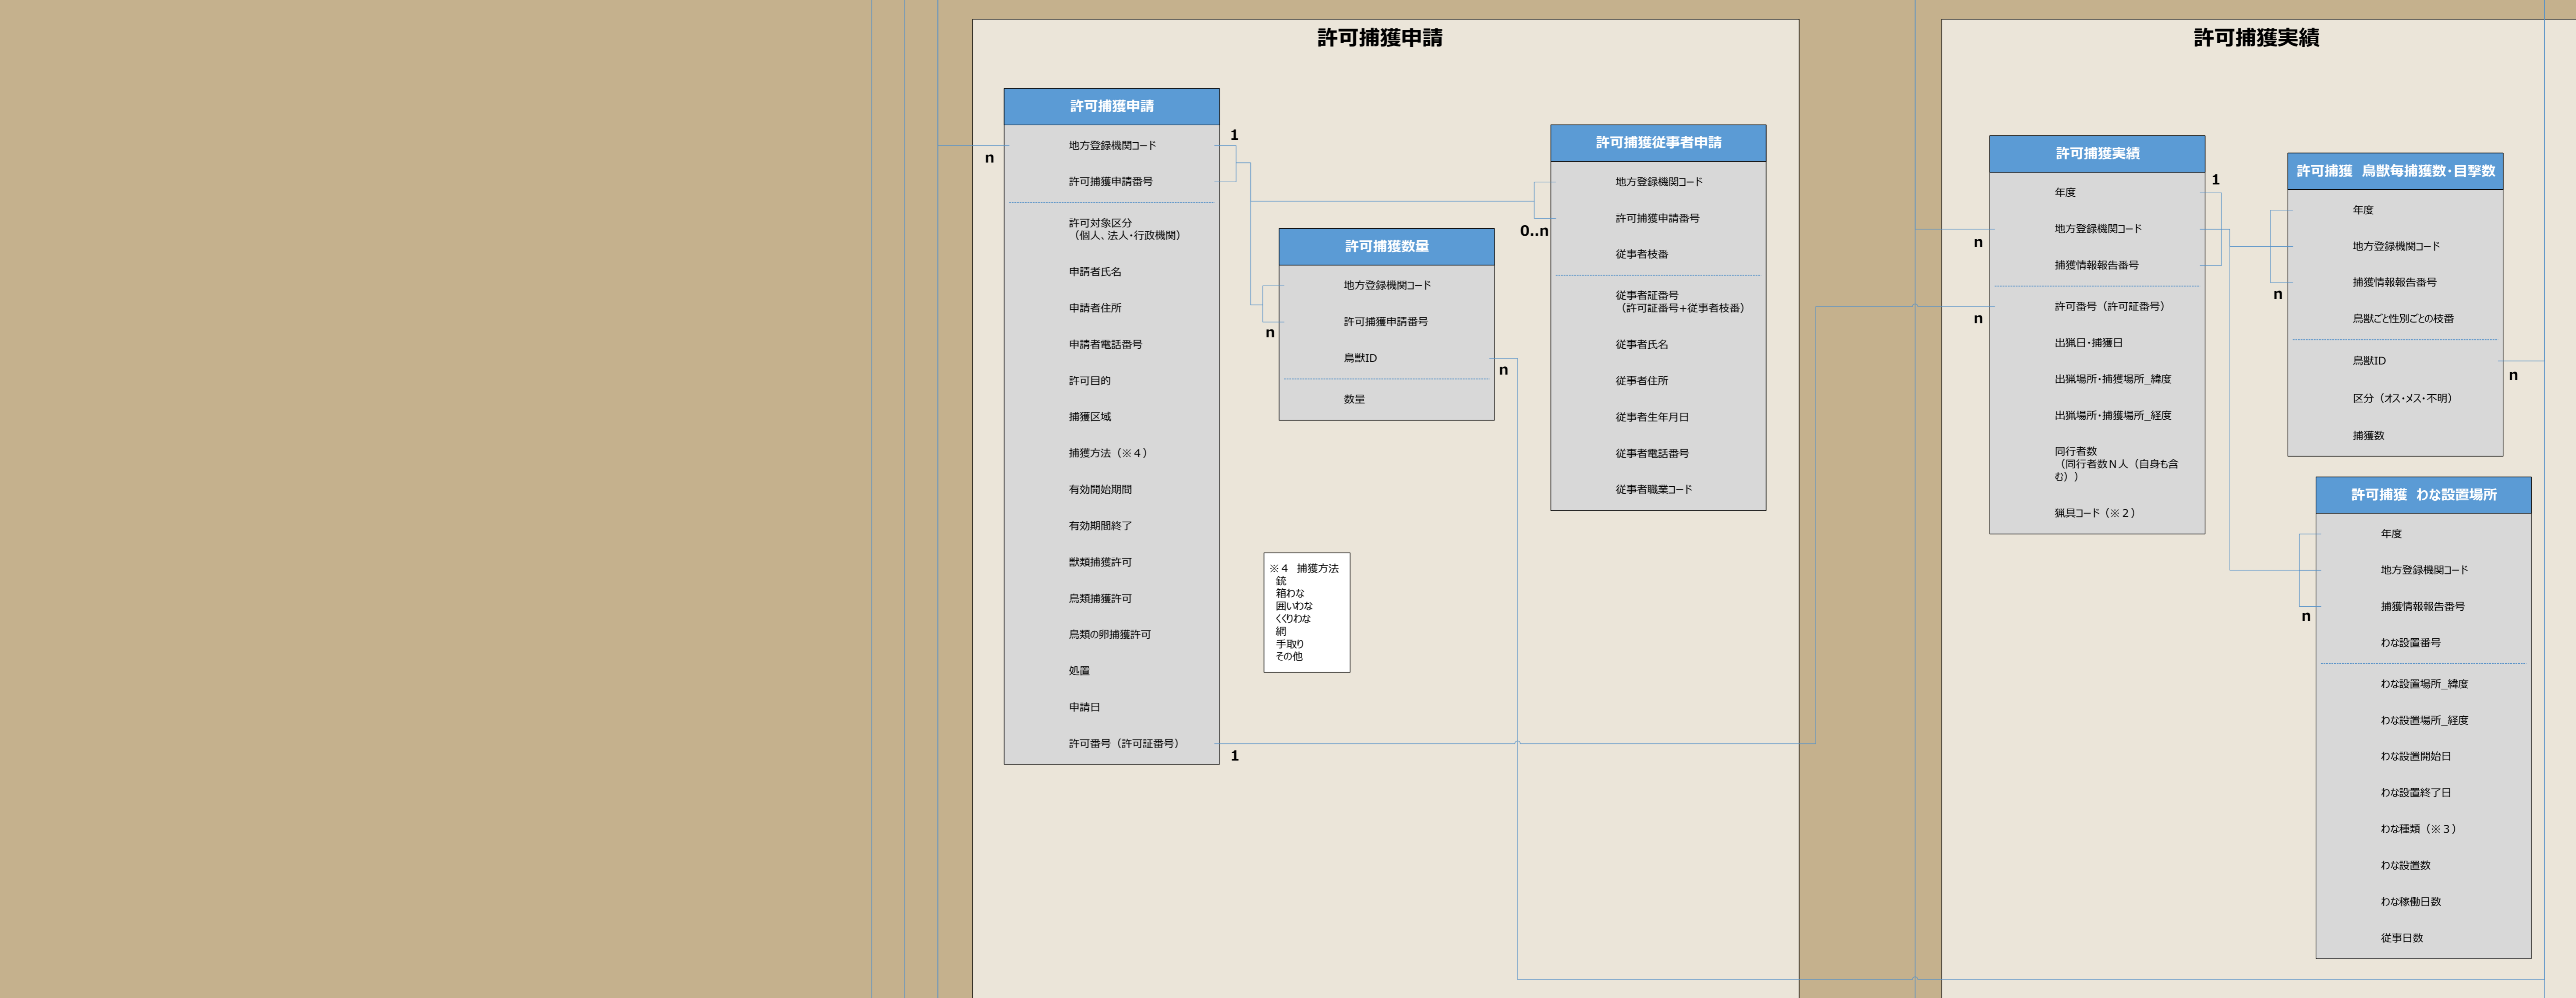 許可捕獲申請
許可捕獲申請
地方登録機関コード
許可捕獲申請番号
許可対象区分
（個人、法人・行政機関）
申請者氏名
申請者住所
申請者電話番号
許可目的
捕獲区域
捕獲方法（※４）
有効開始期間
有効期間終了
獣類捕獲許可
鳥類捕獲許可
鳥類の卵捕獲許可
処置
申請日
許可番号（許可証番号）
n
1
1
許可捕獲数量
地方登録機関コード
許可捕獲申請番号
鳥獣ID
数量
n
n
※４　捕獲方法
銃
箱わな
囲いわな
くくりわな
網
手取り
その他
許可捕獲従事者申請
地方登録機関コード
許可捕獲申請番号
従事者枝番
従事者証番号
（許可証番号+従事者枝番）
従事者氏名
従事者住所
従事者生年月日
従事者電話番号
従事者職業コード
0..n
許可捕獲実績
許可捕獲実績
年度
地方登録機関コード
捕獲情報報告番号
許可番号（許可証番号）
出猟日・捕獲日
出猟場所・捕獲場所_緯度
出猟場所・捕獲場所_経度
同行者数
（同行者数Ｎ人（自身も含
む））
猟具コード（※２）
n
n
1
許可捕獲　鳥獣毎捕獲数・目撃数
年度
地方登録機関コード
捕獲情報報告番号
鳥獣ごと性別ごとの枝番
鳥獣ID
区分（オス・メス・不明）
捕獲数
n
n
許可捕獲　わな設置場所
年度
地方登録機関コード
捕獲情報報告番号
わな設置番号
わな設置場所_緯度
わな設置場所_経度
わな設置開始日
わな設置終了日
わな種類（※３）
わな設置数
わな稼働日数
従事日数
n